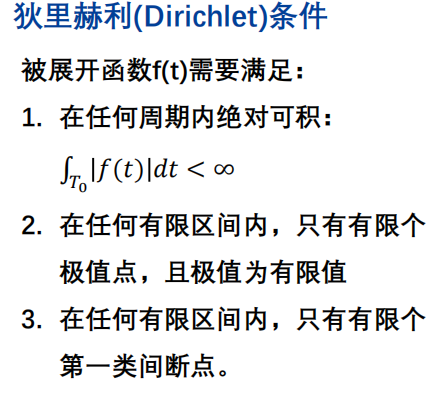 狄里赫利(Dirichlet)条件
被展开函数f(t)需要满足：
1. 在任何周期内绝对可积：
∫_{T₀}|f(t)|dt < ∞
2. 在任何有限区间内，只有有限个
极值点，且极值为有限值
3. 在任何有限区间内，只有有限个
第一类间断点。